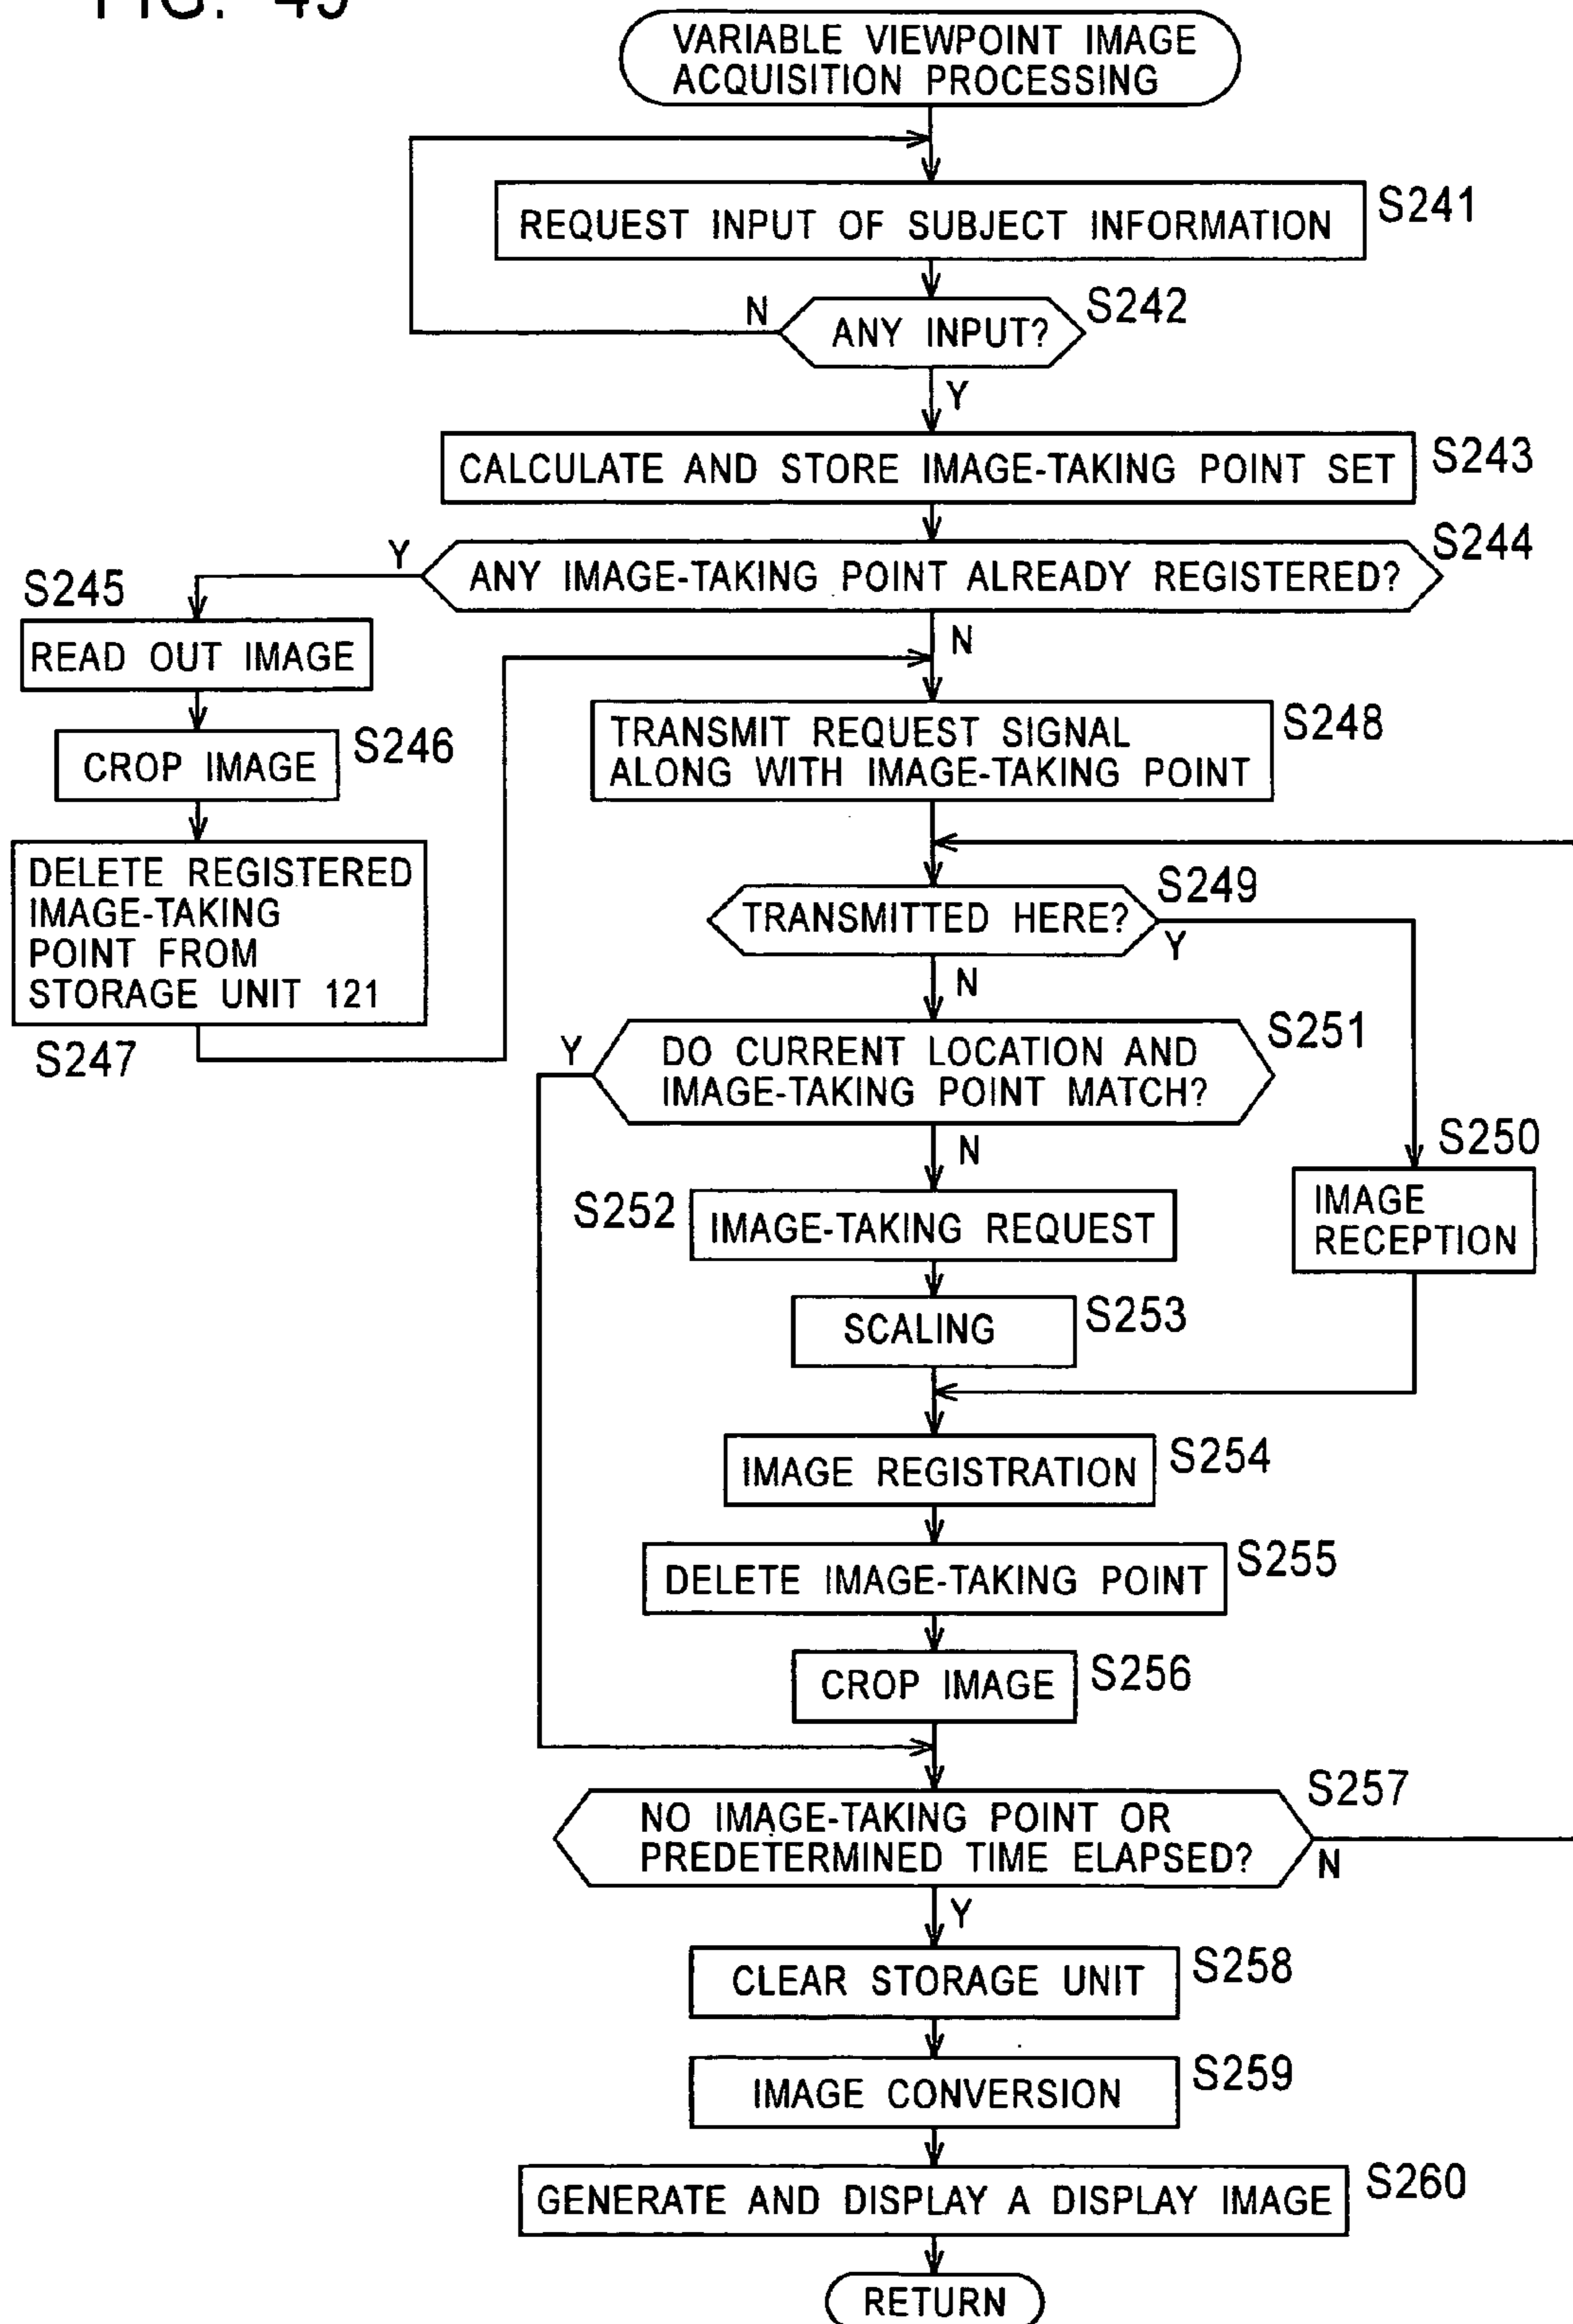 FIG. 49
VARIABLE VIEWPOINT IMAGE
ACQUISITION PROCESSING
REQUEST INPUT OF SUBJECT INFORMATION
S241
N
ANY INPUT?
S242
Y
CALCULATE AND STORE IMAGE-TAKING POINT SET
S243
Y
ANY IMAGE-TAKING POINT ALREADY REGISTERED?
S244
N
S245
READ OUT IMAGE
CROP IMAGE
S246
DELETE REGISTERED
IMAGE-TAKING
POINT FROM
STORAGE UNIT 121
S247
TRANSMIT REQUEST SIGNAL
ALONG WITH IMAGE-TAKING POINT
S248
TRANSMITTED HERE?
S249
Y
N
Y
DO CURRENT LOCATION AND
IMAGE-TAKING POINT MATCH?
S251
N
S250
IMAGE
RECEPTION
S252
IMAGE-TAKING REQUEST
SCALING
S253
IMAGE REGISTRATION
S254
DELETE IMAGE-TAKING POINT
S255
CROP IMAGE
S256
NO IMAGE-TAKING POINT OR
PREDETERMINED TIME ELAPSED?
S257
N
Y
CLEAR STORAGE UNIT
S258
IMAGE CONVERSION
S259
GENERATE AND DISPLAY A DISPLAY IMAGE
S260
RETURN